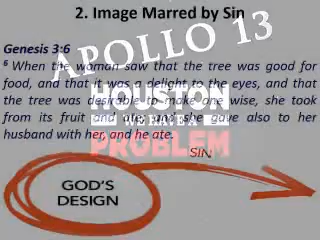 2. Image Marred by Sin
APOLLO 13
Genesis 3:6
6 When the woman saw that the tree was good for
food, and that it was a delight to the eyes, and that
the tree was desirable to make one wise, she took
from its fruit and ate; and she gave also to her
husband with her, and he ate.
HOUSTON
WE HAVE A
PROBLEM
SIN
GOD'S
DESIGN